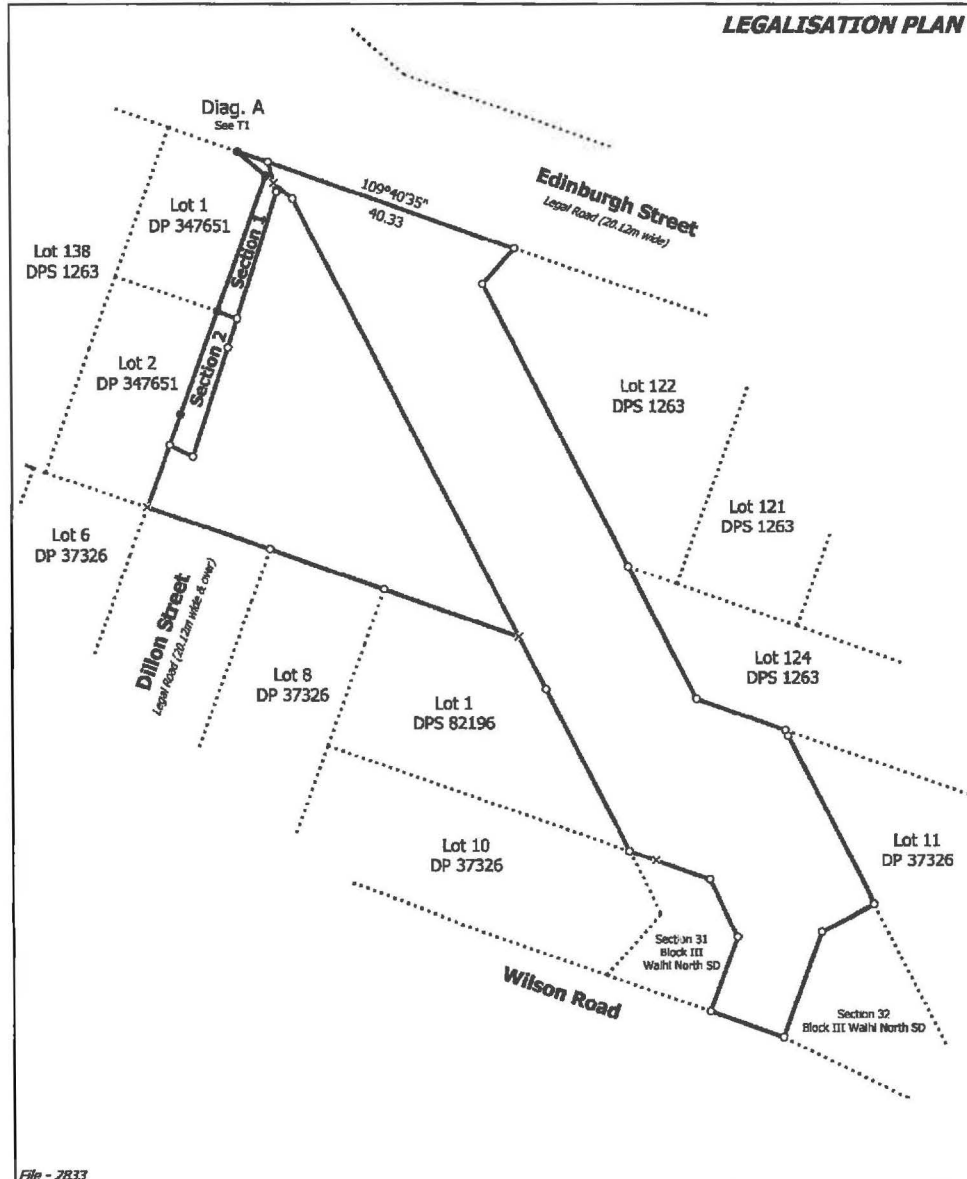 LEGALISATION PLAN
Diag. A
See T1
109°40'35"
40.33
Edinburgh Street
Legal Road (20.12m wide)
Lot 1
DP 347651
Section 1
Lot 138
DPS 1263
Lot 2
DP 347651
Section 2
Lot 122
DPS 1263
Lot 121
DPS 1263
Lot 6
DP 37326
Dillon Street
Legal Road (20.12m wide & over)
Lot 8
DP 37326
Lot 1
DPS 82196
Lot 124
DPS 1263
Lot 10
DP 37326
Lot 11
DP 37326
Section 31
Block III
Waihi North SD
Wilson Road
Section 32
Block III Waihi North SD
File - 2833